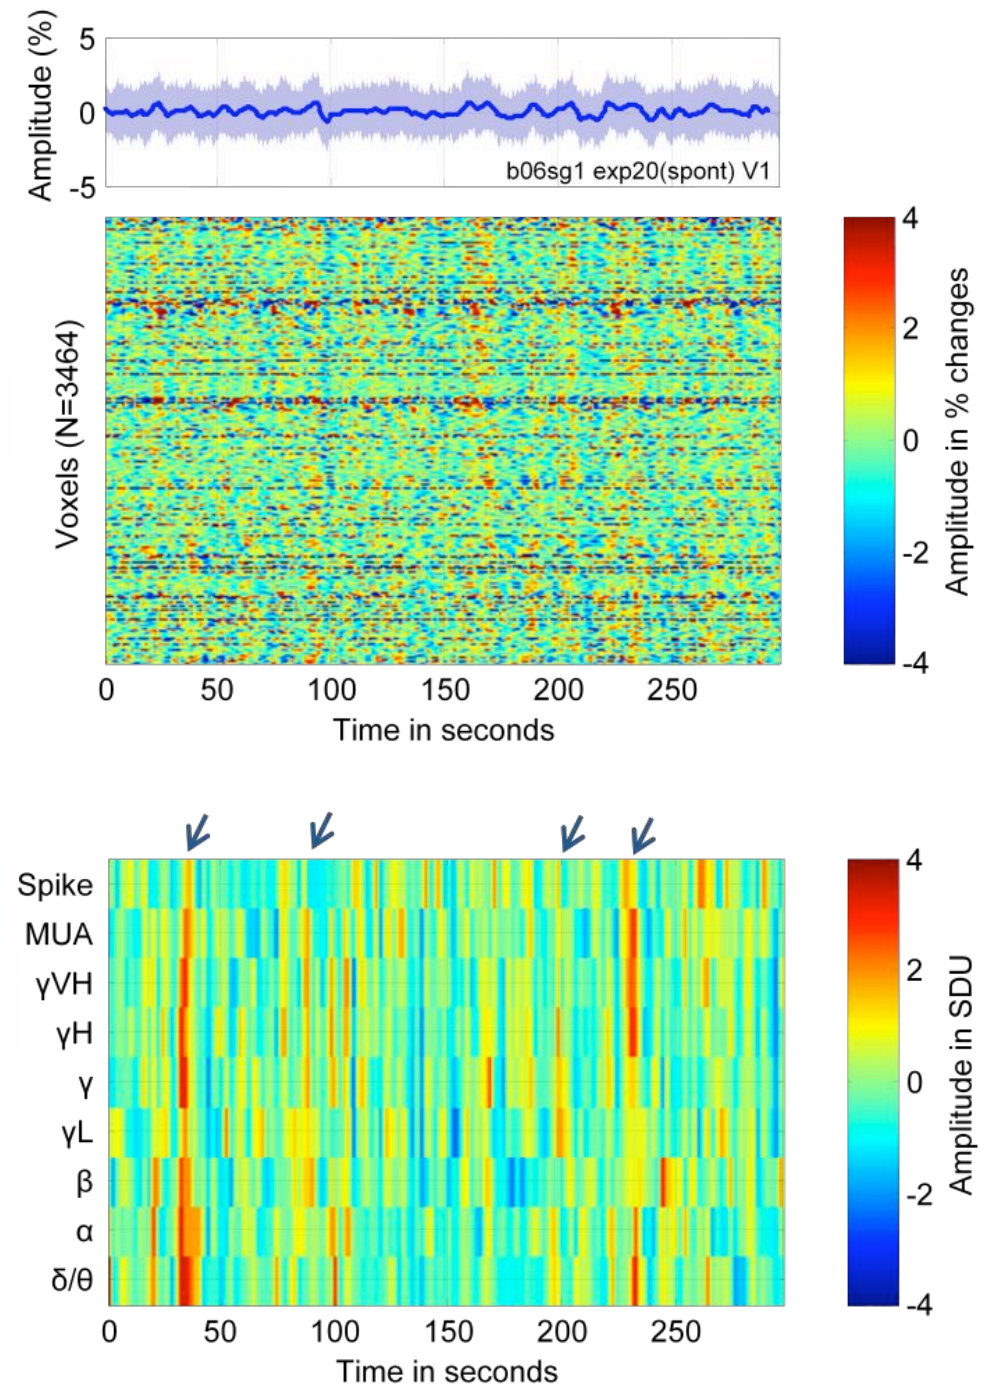 Amplitude (%)
5
0
-5
b06sg1 exp20(spont) V1
Voxels (N=3464)
0 50 100 150 200 250
Time in seconds
4
2
0
-2
-4
Amplitude in % changes
Spike
MUA
γVH
γH
γ
γL
β
α
δ/θ
0 50 100 150 200 250
Time in seconds
4
2
0
-2
-4
Amplitude in SDU